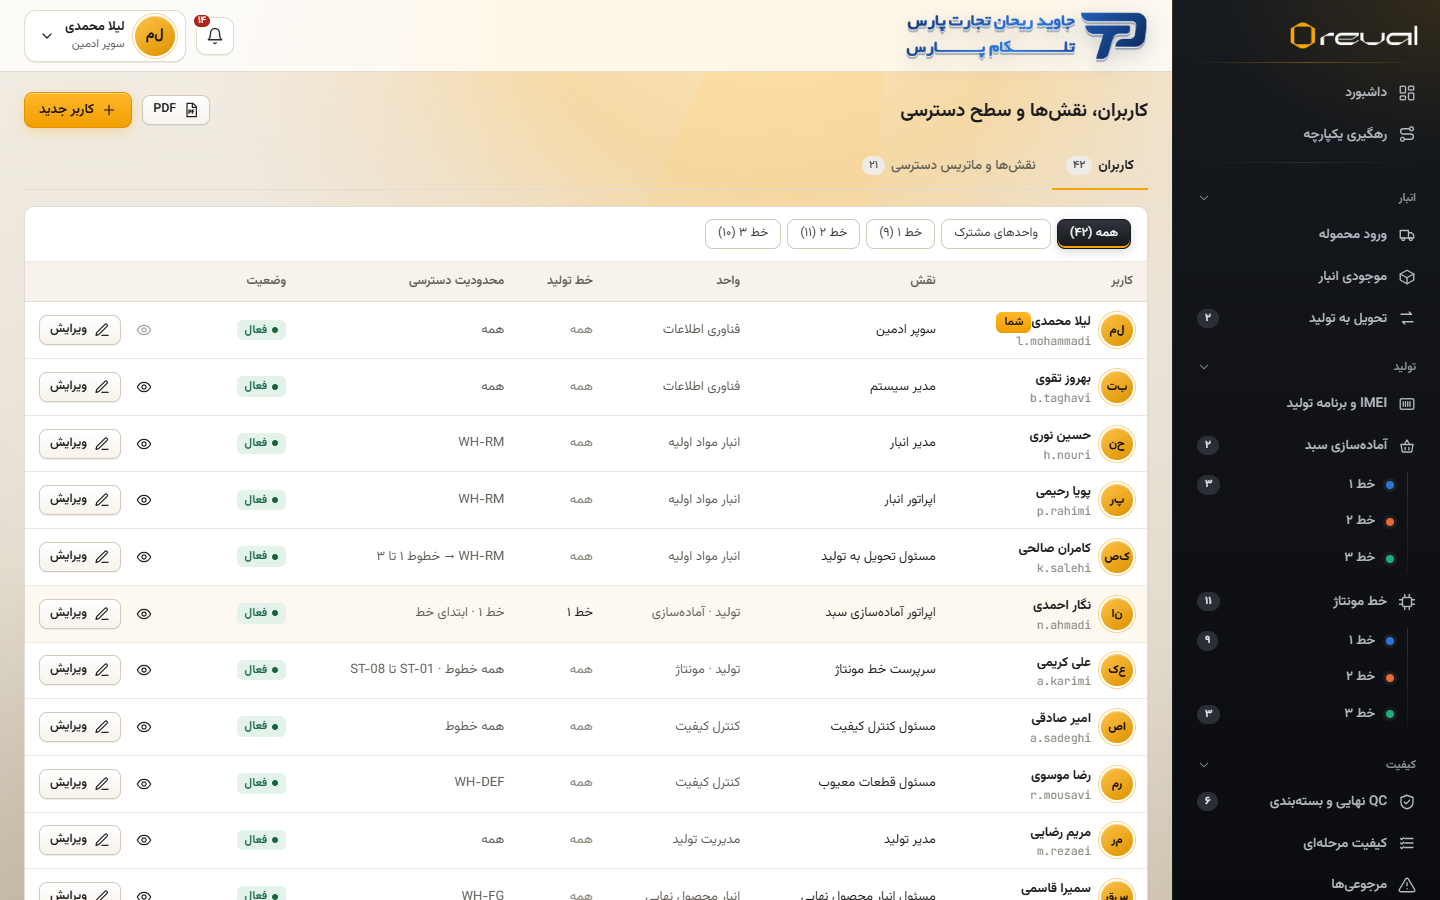 reval
داشبورد
رهگیری یکپارچه
انبار
ورود محموله
موجودی انبار
تحویل به تولید ۲
تولید
IMEI و برنامه تولید
آماده‌سازی سبد ۲
خط ۱ ۳
خط ۲
خط ۳
خط مونتاژ ۱۱
خط ۱ ۹
خط ۲
خط ۳ ۳
کیفیت
QC نهایی و بسته‌بندی ۶
کیفیت مرحله‌ای
مرجوعی‌ها
جاوید ریحان تجارت پارس
تلکام پارس
۱۴
لیلا محمدی
سوپر ادمین
ل‌م
کاربران، نقش‌ها و سطح دسترسی
PDF
کاربر جدید
کاربران ۴۲
نقش‌ها و ماتریس دسترسی ۲۱
همه (۴۲)
واحدهای مشترک
خط ۱ (۹)
خط ۲ (۱۱)
خط ۳ (۱۰)
کاربر نقش واحد خط تولید محدودیت دسترسی وضعیت
ل‌م لیلا محمدی شما سوپر ادمین فناوری اطلاعات همه همه فعال ویرایش
l.mohammadi
ب‌ت بهروز تقوی مدیر سیستم فناوری اطلاعات همه همه فعال ویرایش
b.taghavi
ح‌ن حسین نوری مدیر انبار انبار مواد اولیه همه WH-RM فعال ویرایش
h.nouri
پ‌ر پویا رحیمی اپراتور انبار انبار مواد اولیه همه WH-RM فعال ویرایش
p.rahimi
ک‌ص کامران صالحی مسئول تحویل به تولید انبار مواد اولیه همه WH-RM → خطوط ۱ تا ۳ فعال ویرایش
k.salehi
ن‌ا نگار احمدی اپراتور آماده‌سازی سبد تولید · آماده‌سازی خط ۱ خط ۱ · ابتدای خط فعال ویرایش
n.ahmadi
ع‌ک علی کریمی سرپرست خط مونتاژ تولید · مونتاژ همه همه خطوط · ST-01 تا ST-08 فعال ویرایش
a.karimi
ا‌ص امیر صادقی مسئول کنترل کیفیت کنترل کیفیت همه همه خطوط فعال ویرایش
a.sadeghi
ر‌م رضا موسوی مسئول قطعات معیوب کنترل کیفیت همه WH-DEF فعال ویرایش
r.mousavi
م‌ر مریم رضایی مدیر تولید مدیریت تولید همه همه فعال ویرایش
m.rezaei
س‌ق سمیرا قاسمی مسئول انبار محصول نهایی انبار محصول نهایی همه WH-FG فعال ویرایش